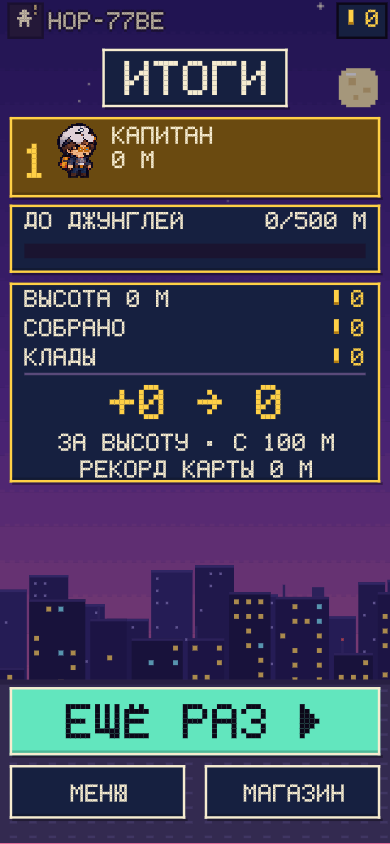 HOP-77BE
0
ИТОГИ
1
КАПИТАН
0 М
ДО ДЖУНГЛЕЙ 0/500 М
ВЫСОТА 0 М 0
СОБРАНО 0
КЛАДЫ 0
+0 → 0
ЗА ВЫСОТУ • С 100 М
РЕКОРД КАРТЫ 0 М
ЕЩЁ РАЗ
МЕНЮ МАГАЗИН